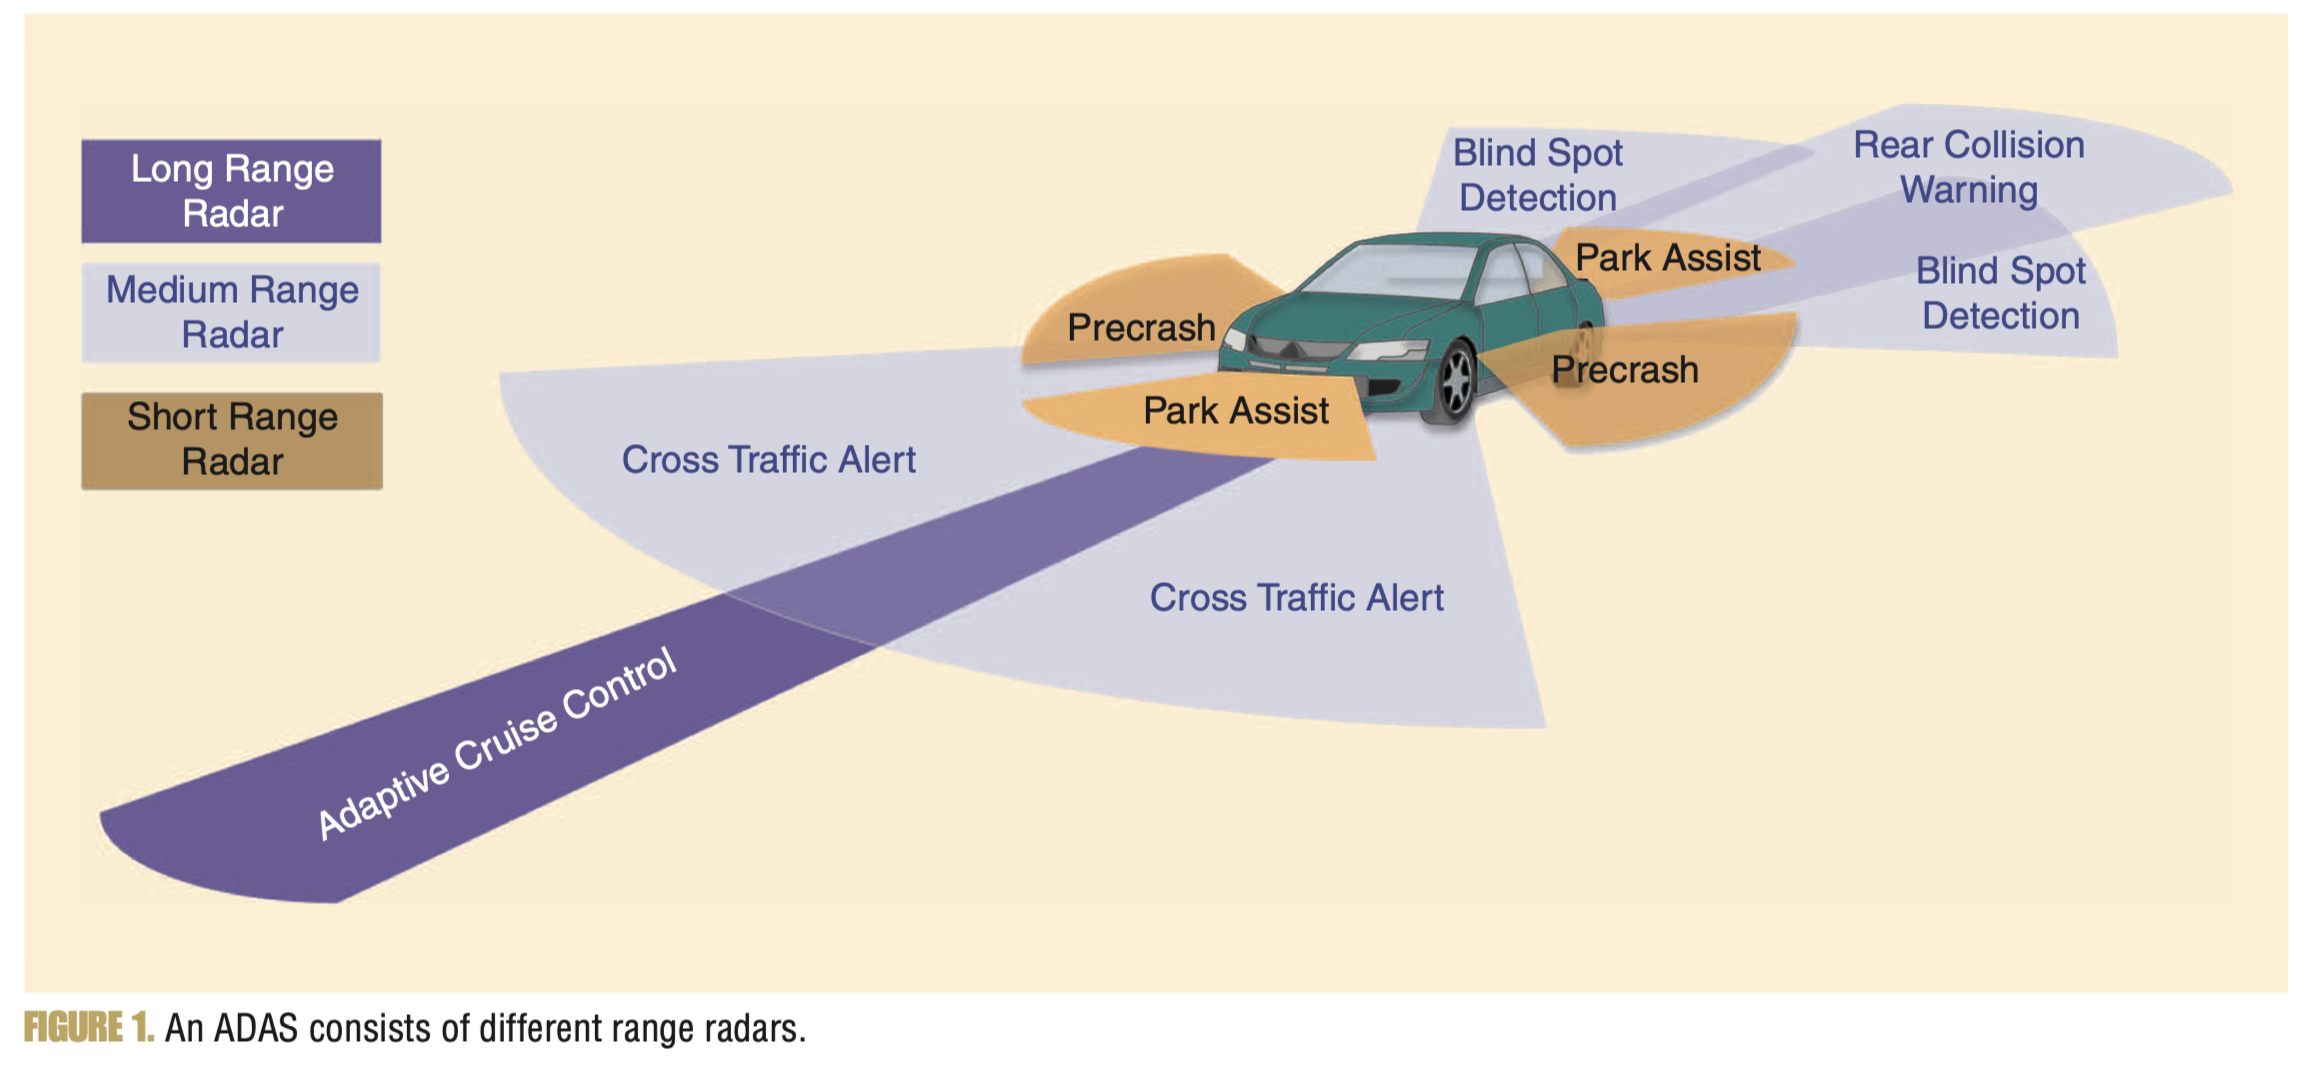 Long Range
Radar
Medium Range
Radar
Short Range
Radar
Blind Spot
Detection
Rear Collision
Warning
Park Assist
Blind Spot
Detection
Precrash
Precrash
Park Assist
Cross Traffic Alert
Cross Traffic Alert
Adaptive Cruise Control
FIGURE 1. An ADAS consists of different range radars.